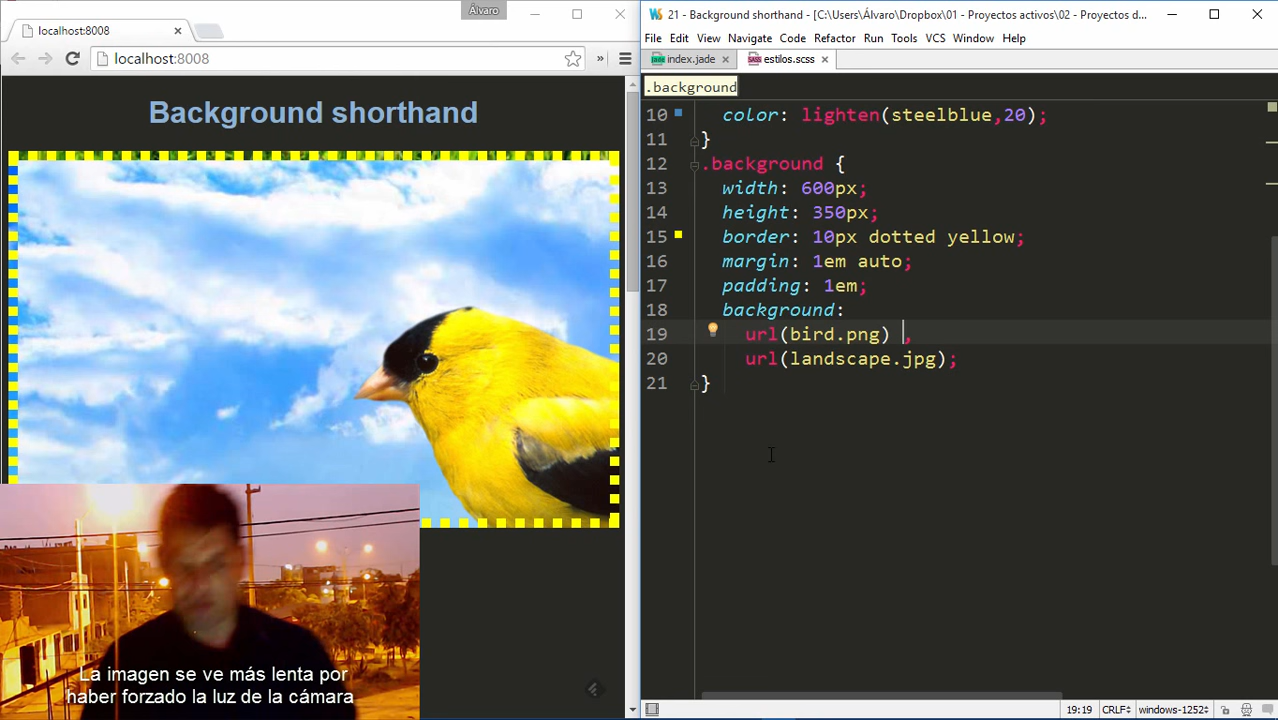 Álvaro
localhost:8008
localhost:8008
Background shorthand
La imagen se ve más lenta por
haber forzado la luz de la cámara
21 - Background shorthand - [C:\Users\Álvaro\Dropbox\01 - Proyectos activos\02 - Proyectos d...
File Edit View Navigate Code Refactor Run Tools VCS Window Help
index.jade estilos.scss
.background
10 color: lighten(steelblue,20);
11 }
12 .background {
13 width: 600px;
14 height: 350px;
15 border: 10px dotted yellow;
16 margin: 1em auto;
17 padding: 1em;
18 background:
19 url(bird.png) ,
20 url(landscape.jpg);
21 }
19:19 CRLF windows-1252